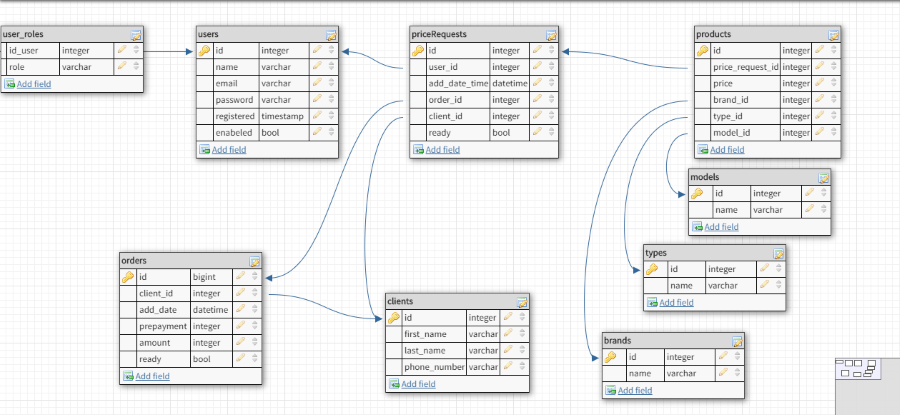 user_roles
id_user integer
role varchar
Add field
users
id integer
name varchar
email varchar
password varchar
registered timestamp
enabeled bool
Add field
priceRequests
id integer
user_id integer
add_date_time datetime
order_id integer
client_id integer
ready bool
Add field
products
id integer
price_request_id integer
price integer
brand_id integer
type_id integer
model_id integer
Add field
models
id integer
name varchar
Add field
types
id integer
name varchar
Add field
orders
id bigint
client_id integer
add_date datetime
prepayment integer
amount integer
ready bool
Add field
clients
id integer
first_name varchar
last_name varchar
phone_number varchar
Add field
brands
id integer
name varchar
Add field